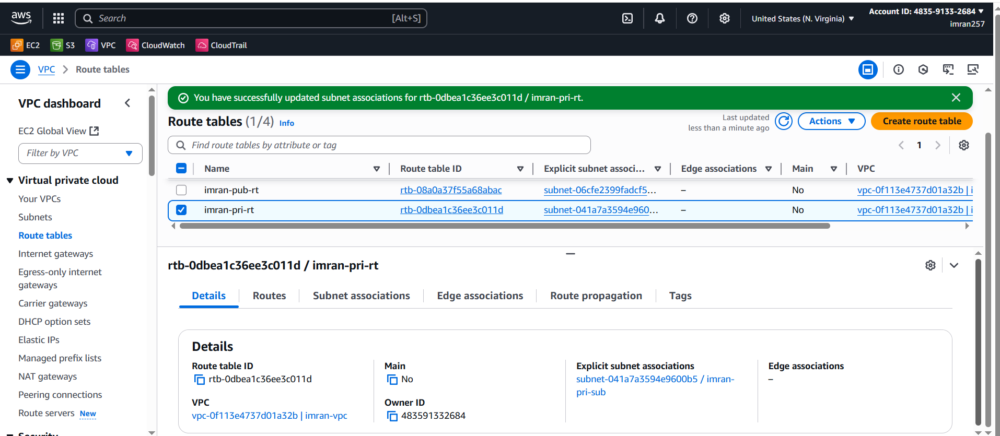 aws
Search [Alt+S]
United States (N. Virginia)
Account ID: 4835-9133-2684
imran257
EC2 S3 VPC CloudWatch CloudTrail
VPC Route tables
VPC dashboard
EC2 Global View
Filter by VPC
Virtual private cloud
Your VPCs
Subnets
Route tables
Internet gateways
Egress-only internet
gateways
Carrier gateways
DHCP option sets
Elastic IPs
Managed prefix lists
NAT gateways
Peering connections
Route servers New
Security
You have successfully updated subnet associations for rtb-0dbea1c36ee3c011d / imran-pri-rt.
Route tables (1/4) Info
Last updated
less than a minute ago
Actions
Create route table
Find route tables by attribute or tag
1
Name Route table ID Explicit subnet associ... Edge associations Main VPC
imran-pub-rt rtb-08a0a37f55a68abac subnet-06cfe2399fadcf5... – No vpc-0f113e4737d01a32b | i
imran-pri-rt rtb-0dbea1c36ee3c011d subnet-041a7a3594e960... – No vpc-0f113e4737d01a32b | i
rtb-0dbea1c36ee3c011d / imran-pri-rt
Details Routes Subnet associations Edge associations Route propagation Tags
Details
Route table ID
rtb-0dbea1c36ee3c011d
Main
No
Explicit subnet associations
subnet-041a7a3594e9600b5 / imran-
pri-sub
Edge associations
–
VPC
vpc-0f113e4737d01a32b | imran-vpc
Owner ID
483591332684